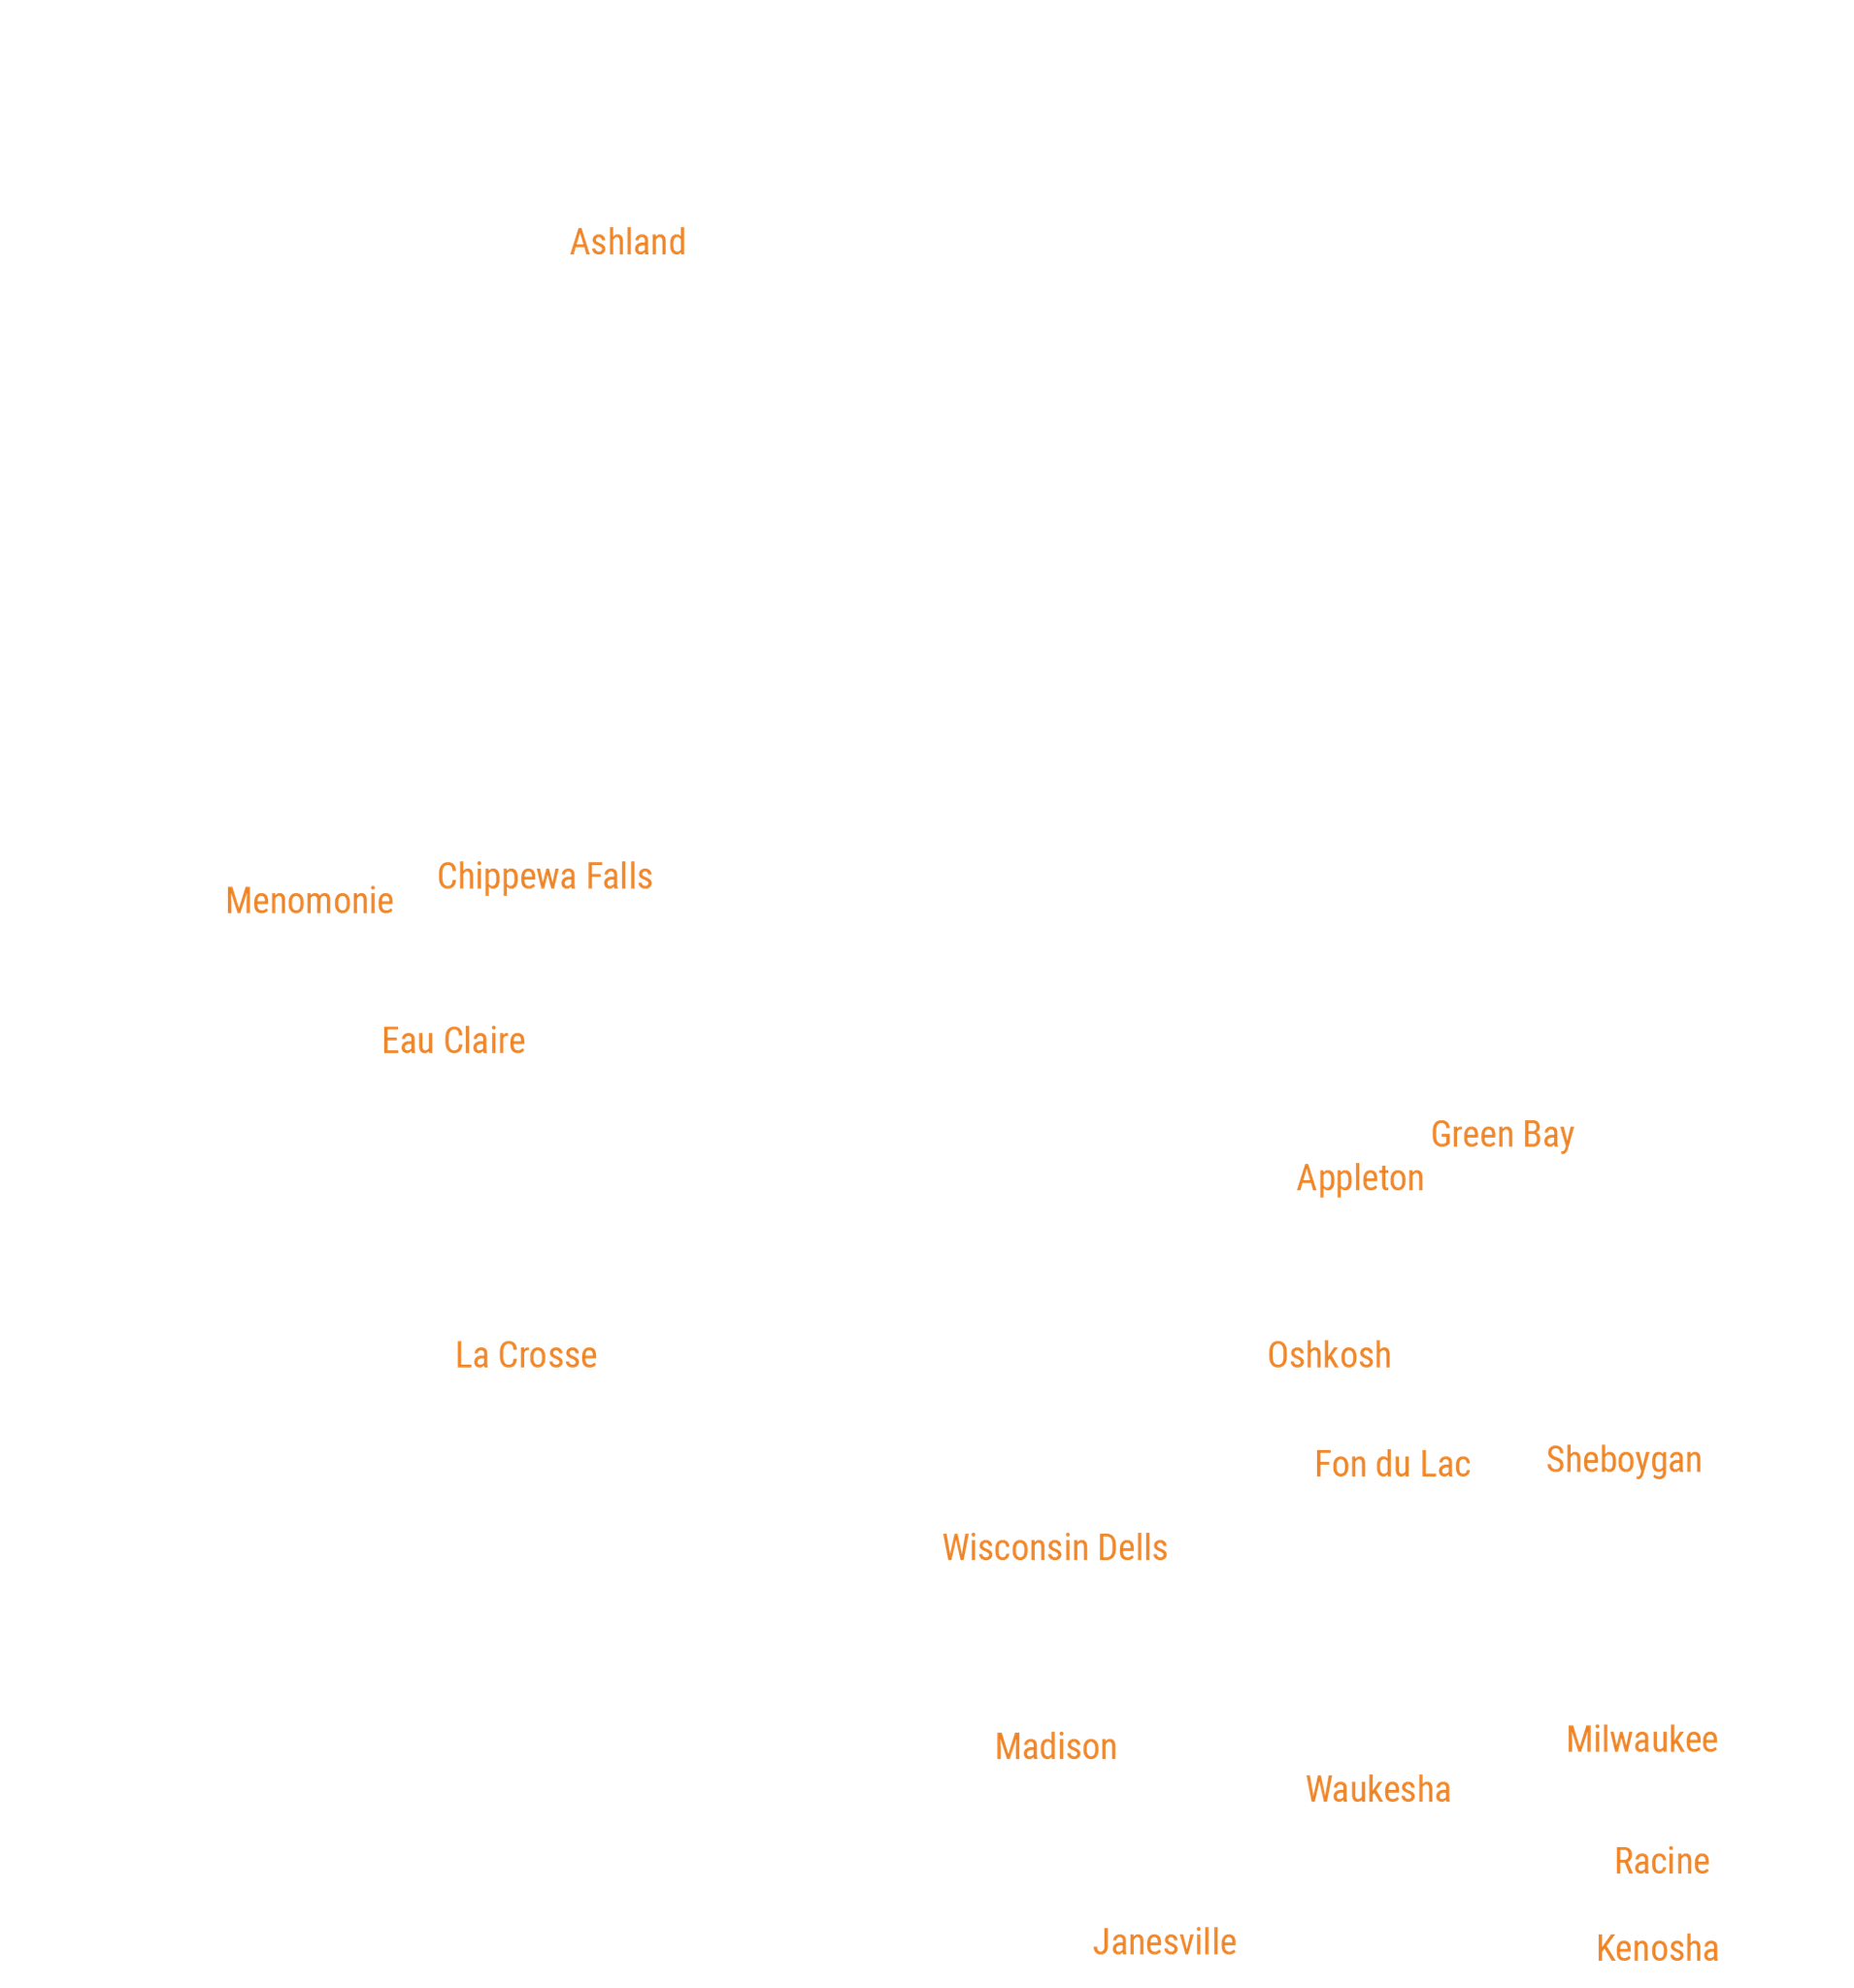 Ashland
Chippewa Falls
Menomonie
Eau Claire
Green Bay
Appleton
La Crosse
Oshkosh
Fon du Lac
Sheboygan
Wisconsin Dells
Madison
Milwaukee
Waukesha
Racine
Janesville
Kenosha